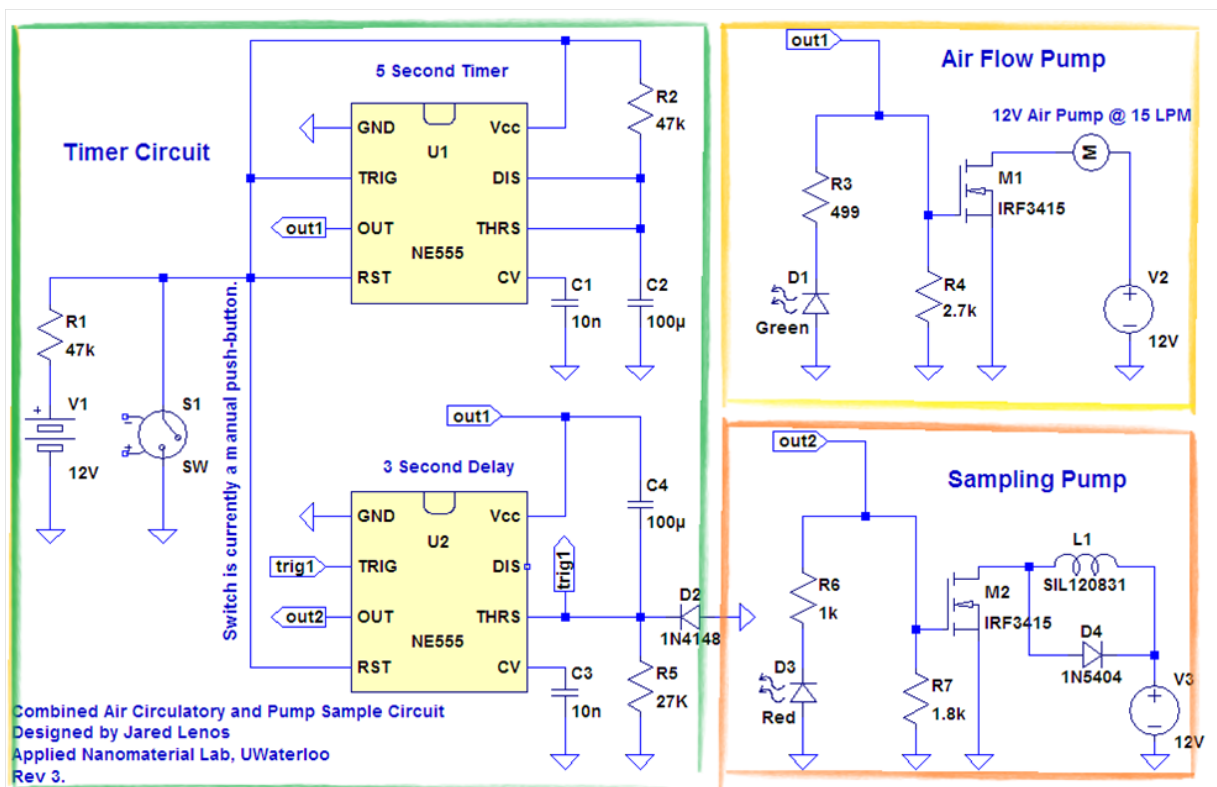 Timer Circuit
5 Second Timer
GND
Vcc
U1
TRIG
DIS
out1
OUT
THRS
NE555
RST
CV
R2
47k
C1
10n
C2
100µ
R1
47k
V1
+
12V
S1
SW
Switch is currently a manual push-button.
out1
3 Second Delay
GND
Vcc
U2
trig1
TRIG
DIS
trig1
out2
OUT
THRS
NE555
RST
CV
C4
100µ
D2
1N4148
C3
10n
R5
27K
Combined Air Circulatory and Pump Sample Circuit
Designed by Jared Lenos
Applied Nanomaterial Lab, UWaterloo
Rev 3.
out1
Air Flow Pump
12V Air Pump @ 15 LPM
M
R3
499
M1
IRF3415
D1
Green
R4
2.7k
V2
12V
out2
Sampling Pump
L1
SIL120831
R6
1k
M2
IRF3415
D4
1N5404
D3
Red
R7
1.8k
V3
12V